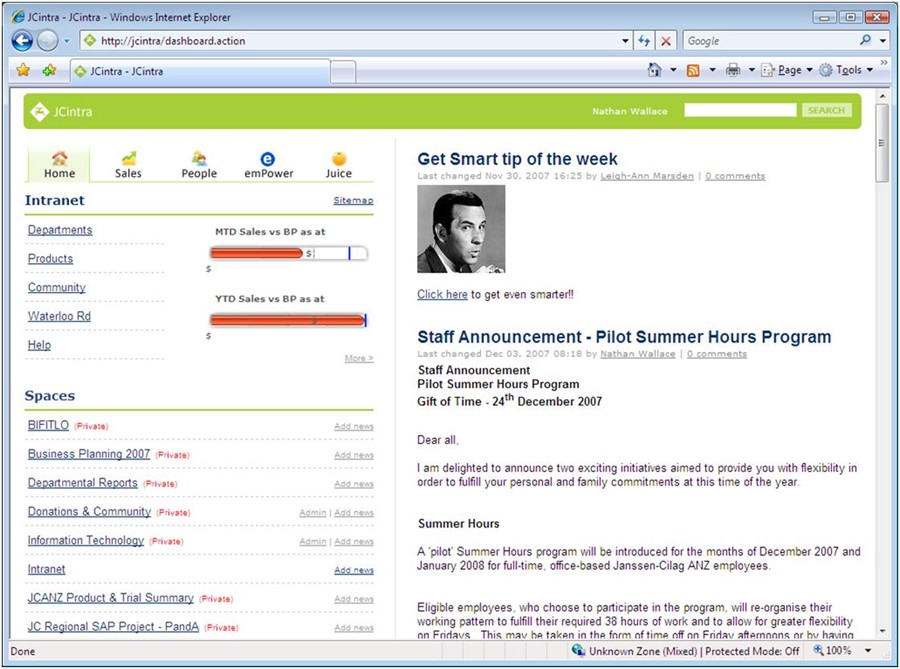 JCintra - JCintra - Windows Internet Explorer
http://jcintra/dashboard.action
Google
JCintra - JCintra
Page
Tools
JCintra
Nathan Wallace
SEARCH
Home
Sales
People
emPower
Juice
Intranet
Sitemap
Departments
Products
Community
Waterloo Rd
Help
MTD Sales vs BP as at
$
$
YTD Sales vs BP as at
$
More >
Spaces
BIFITLO (Private) Add news
Business Planning 2007 (Private) Add news
Departmental Reports (Private) Add news
Donations & Community (Private) Admin | Add news
Information Technology (Private) Admin | Add news
Intranet Add news
JCANZ Product & Trial Summary (Private) Add news
JC Regional SAP Project - PandA (Private) Add news
Get Smart tip of the week
Last changed Nov 30, 2007 16:25 by Leigh-Ann Marsden | 0 comments
Click here to get even smarter!!
Staff Announcement - Pilot Summer Hours Program
Last changed Dec 03, 2007 08:18 by Nathan Wallace | 0 comments
Staff Announcement
Pilot Summer Hours Program
Gift of Time - 24th December 2007
Dear all,
I am delighted to announce two exciting initiatives aimed to provide you with flexibility in
order to fulfill your personal and family commitments at this time of the year.
Summer Hours
A 'pilot' Summer Hours program will be introduced for the months of December 2007 and
January 2008 for full-time, office-based Janssen-Cilag ANZ employees.
Eligible employees, who choose to participate in the program, will re-organise their
working pattern to fulfill their required 38 hours of work and to allow for greater flexibility
on Fridays. This may be taken in the form of time off on Friday afternoons or by having
Done
Unknown Zone (Mixed) | Protected Mode: Off
100%